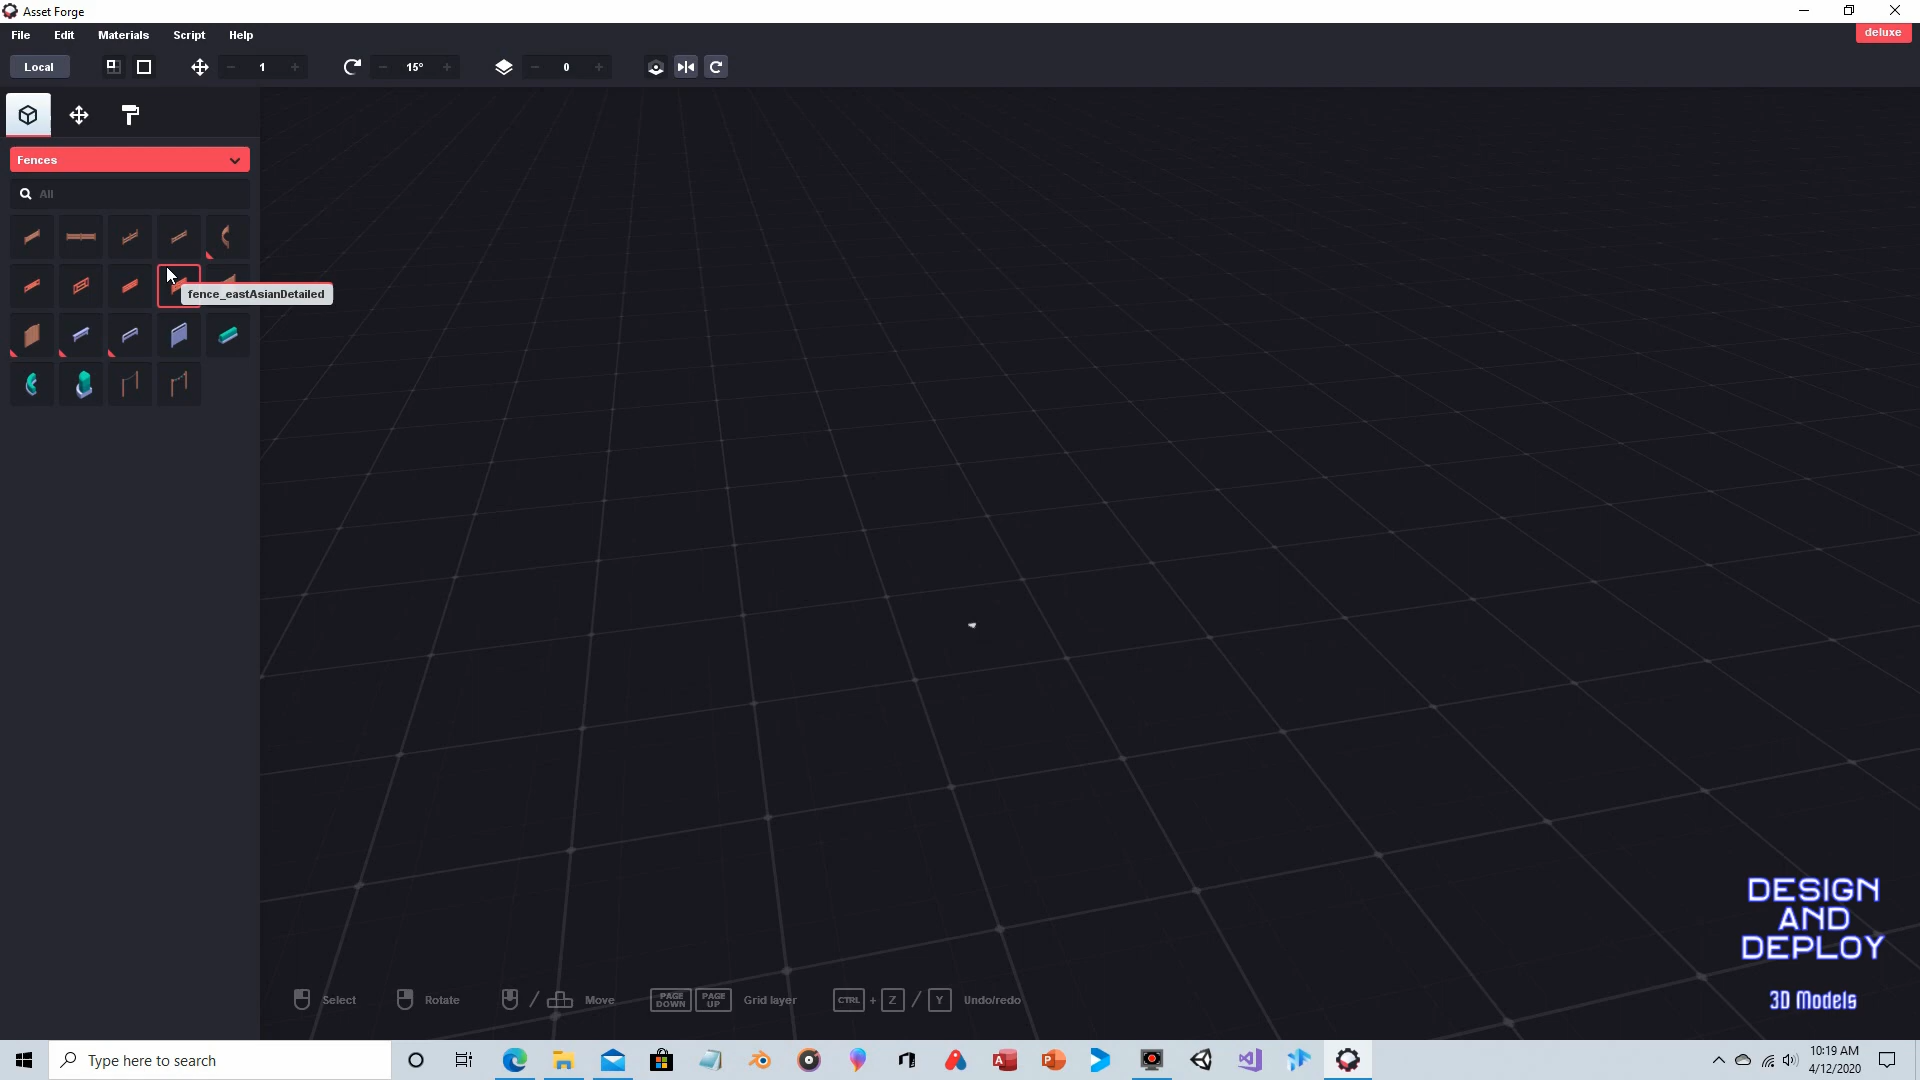 Asset Forge
File Edit Materials Script Help
deluxe
Local 1 15° 0
Fences
All
fence_eastAsianDetailed
DESIGN
AND
DEPLOY
3D Models
Select Rotate / Move PAGE DOWN PAGE UP Grid layer CTRL + Z / Y Undo/redo
Type here to search
10:19 AM
4/12/2020